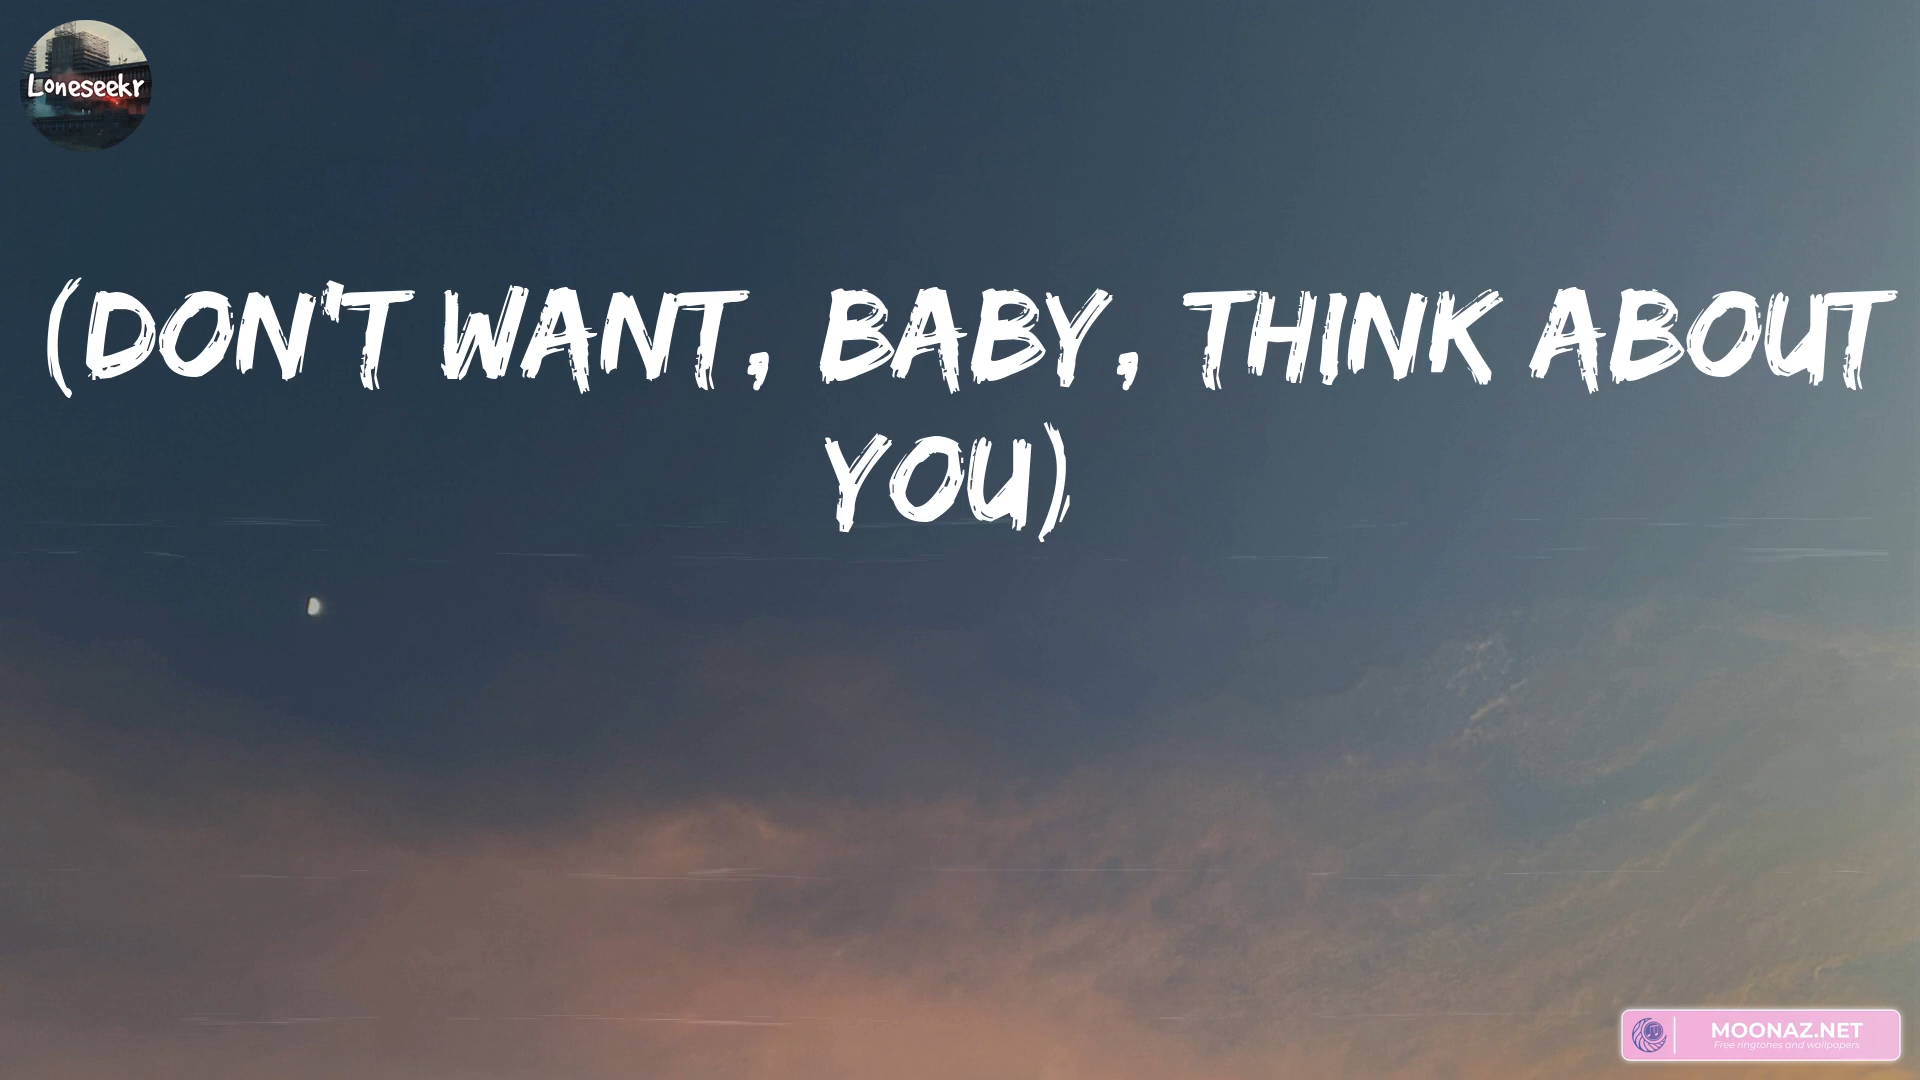 Loneseekr
(DON'T WANT, BABY, THINK ABOUT
YOU)
MOONAZ.NET
Free ringtones and wallpapers